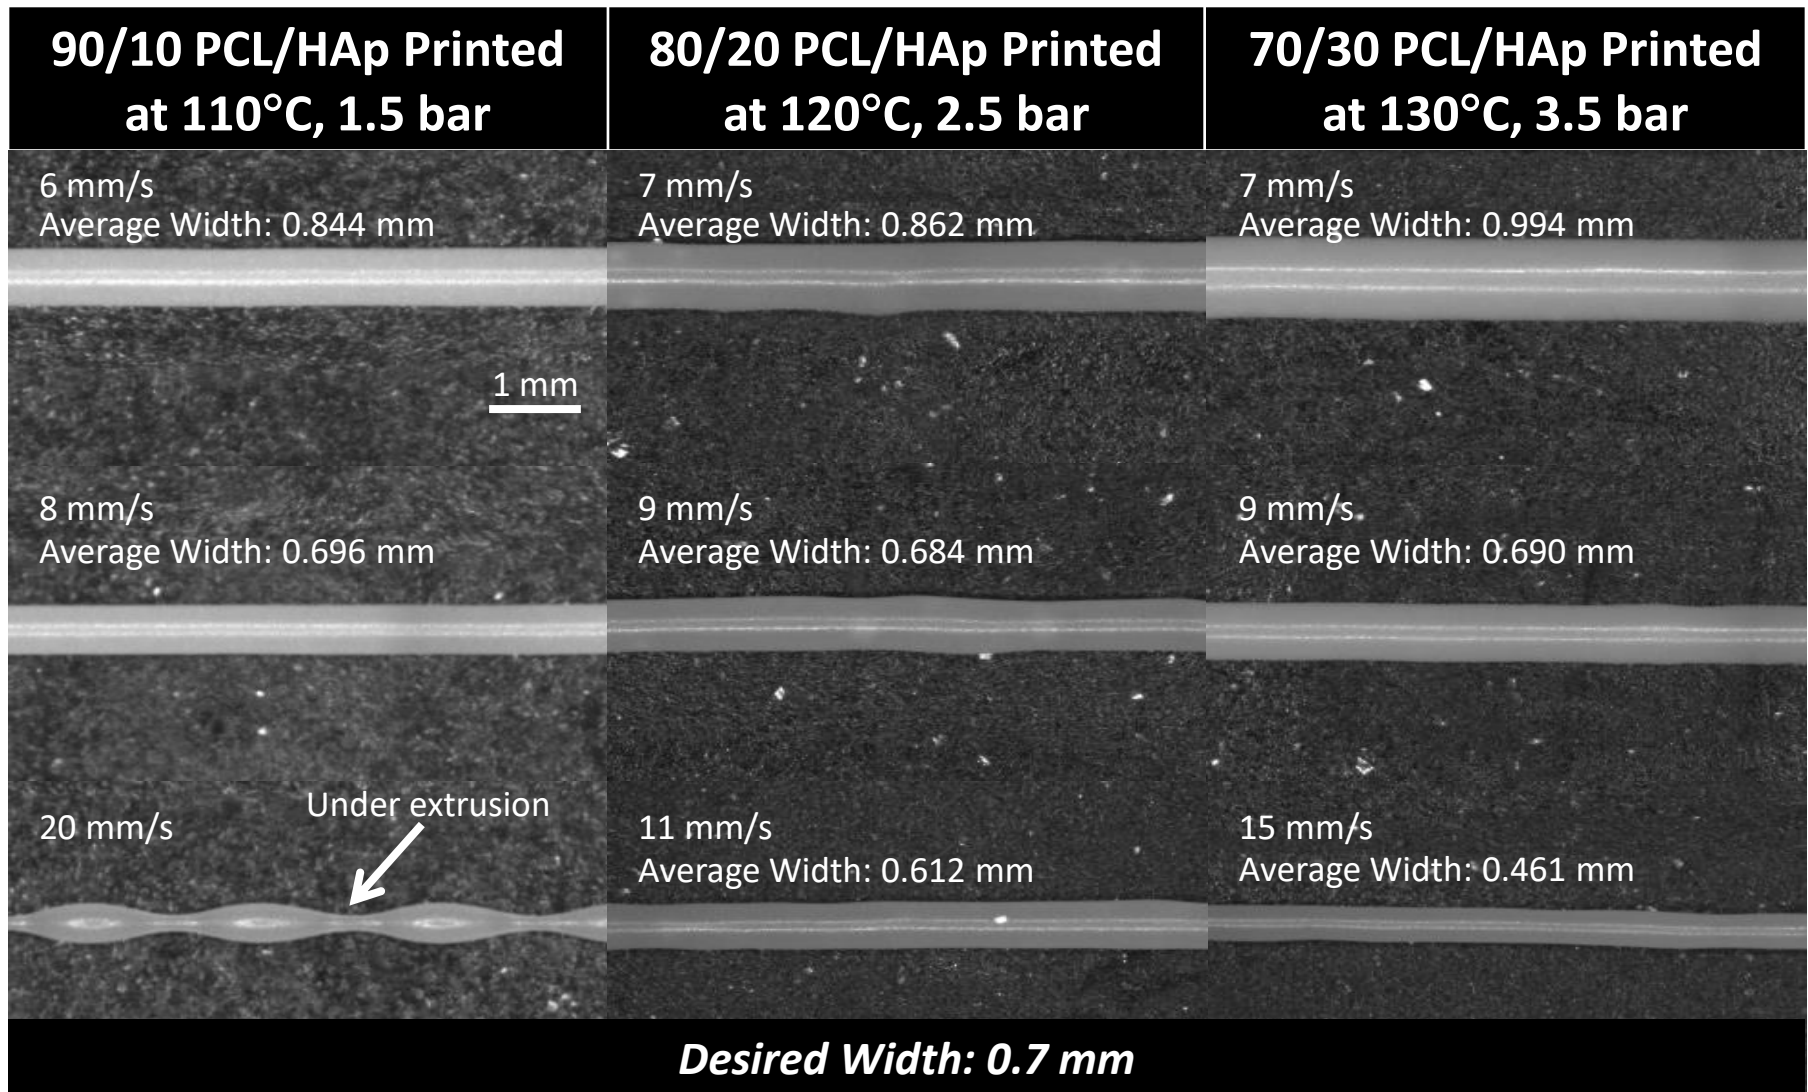 90/10 PCL/HAp Printed
at 110°C, 1.5 bar
80/20 PCL/HAp Printed
at 120°C, 2.5 bar
70/30 PCL/HAp Printed
at 130°C, 3.5 bar
6 mm/s
Average Width: 0.844 mm
7 mm/s
Average Width: 0.862 mm
7 mm/s
Average Width: 0.994 mm
1 mm
8 mm/s
Average Width: 0.696 mm
9 mm/s
Average Width: 0.684 mm
9 mm/s
Average Width: 0.690 mm
Under extrusion
20 mm/s
11 mm/s
Average Width: 0.612 mm
15 mm/s
Average Width: 0.461 mm
Desired Width: 0.7 mm